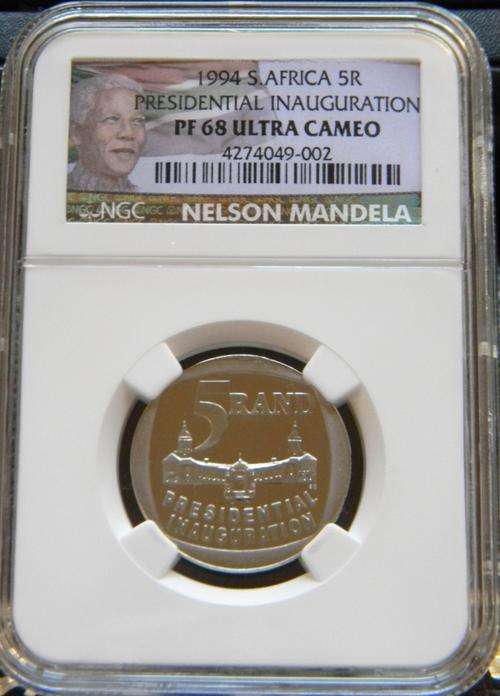 1994 S.AFRICA 5R
PRESIDENTIAL INAUGURATION
PF 68 ULTRA CAMEO
4274049-002
NGC NELSON MANDELA
5 RAND
PRESIDENTIAL
INAUGURATION